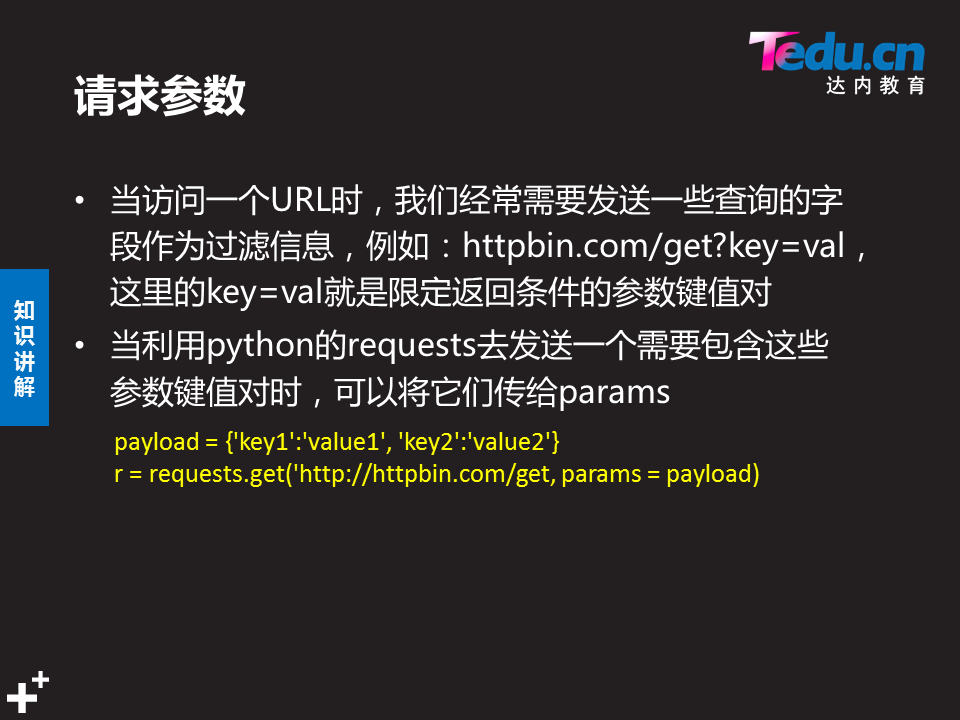 Tedu.cn
达内教育
请求参数
• 当访问一个URL时，我们经常需要发送一些查询的字
段作为过滤信息，例如：httpbin.com/get?key=val，
这里的key=val就是限定返回条件的参数键值对
• 当利用python的requests去发送一个需要包含这些
参数键值对时，可以将它们传给params
payload = {'key1':'value1', 'key2':'value2'}
r = requests.get('http://httpbin.com/get, params = payload)
知
识
讲
解